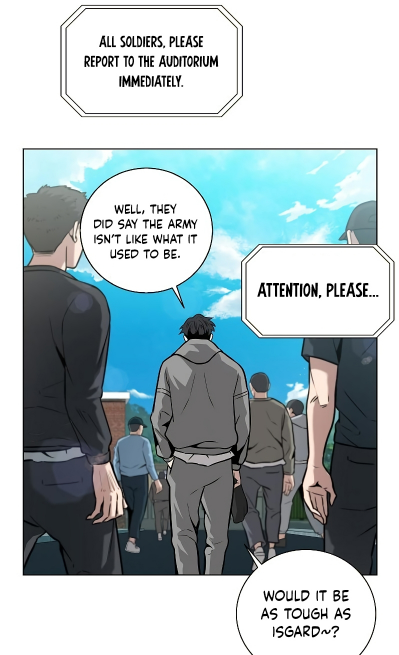 ALL SOLDIERS, PLEASE
REPORT TO THE AUDITORIUM
IMMEDIATELY.
WELL, THEY
DID SAY THE ARMY
ISN'T LIKE WHAT IT
USED TO BE.
ATTENTION, PLEASE...
WOULD IT BE
AS TOUGH AS
ISGARD~?